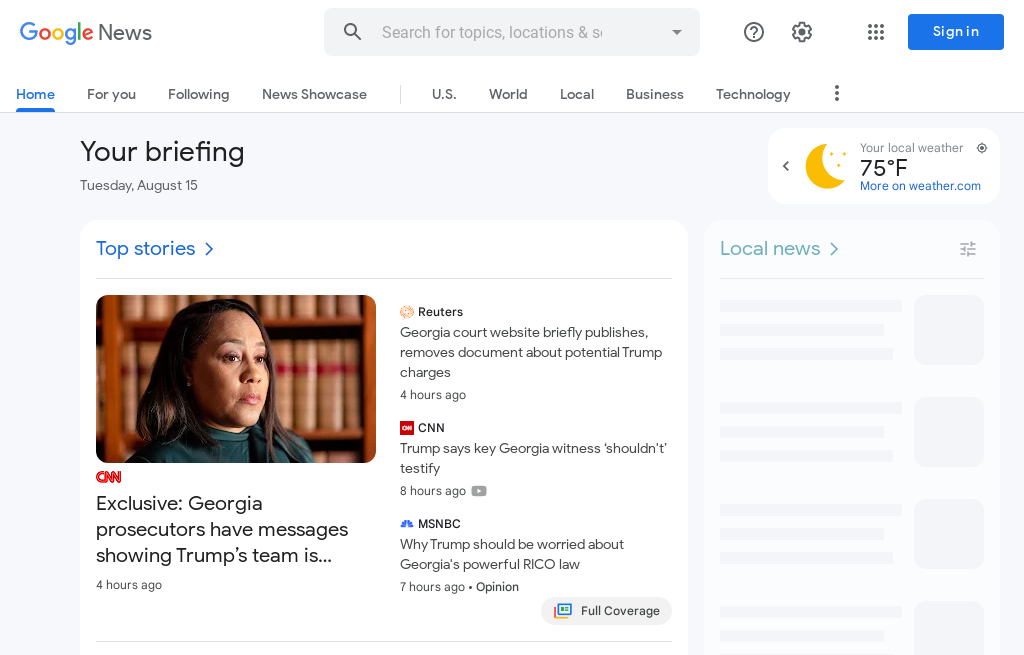 Google News
Search for topics, locations & sc
Sign in
Home
For you
Following
News Showcase
U.S.
World
Local
Business
Technology
Your briefing
Tuesday, August 15
Your local weather
75°F
More on weather.com
Top stories
CNN
Exclusive: Georgia
prosecutors have messages
showing Trump’s team is...
4 hours ago
Reuters
Georgia court website briefly publishes,
removes document about potential Trump
charges
4 hours ago
CNN
CNN
Trump says key Georgia witness ‘shouldn’t’
testify
8 hours ago
MSNBC
Why Trump should be worried about
Georgia's powerful RICO law
7 hours ago • Opinion
Full Coverage
Local news